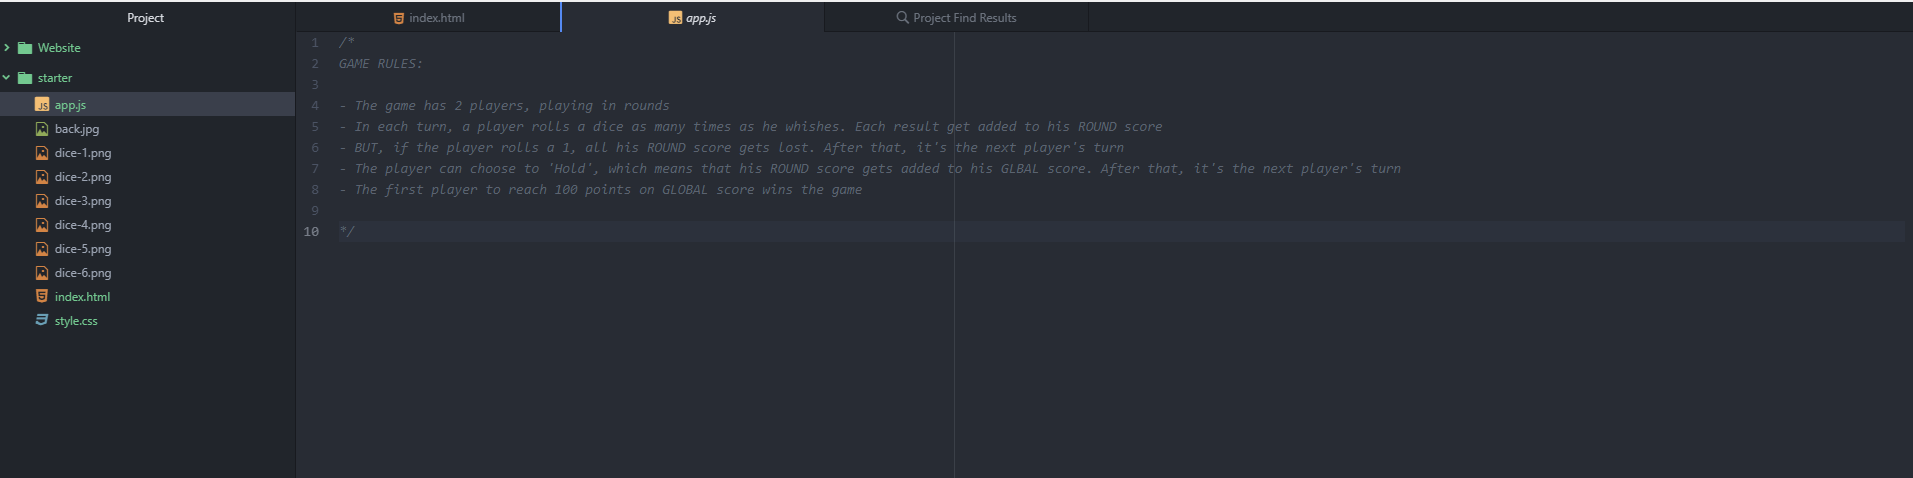 Project
index.html
app.js
Project Find Results
Website
starter
app.js
back.jpg
dice-1.png
dice-2.png
dice-3.png
dice-4.png
dice-5.png
dice-6.png
index.html
style.css
1 /*
2 GAME RULES:
3
4 - The game has 2 players, playing in rounds
5 - In each turn, a player rolls a dice as many times as he whishes. Each result get added to his ROUND score
6 - BUT, if the player rolls a 1, all his ROUND score gets lost. After that, it's the next player's turn
7 - The player can choose to 'Hold', which means that his ROUND score gets added to his GLBAL score. After that, it's the next player's turn
8 - The first player to reach 100 points on GLOBAL score wins the game
9
10 */